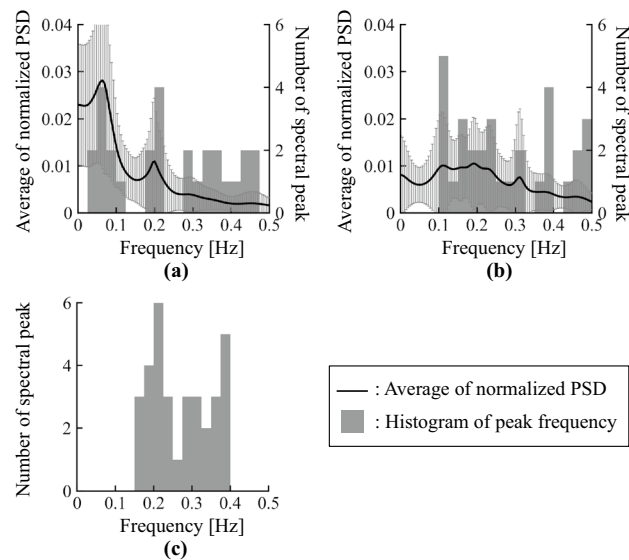 0.04
0.03
0.02
0.01
0
Average of normalized PSD
6
4
2
0
Number of spectral peak
0 0.1 0.2 0.3 0.4 0.5
Frequency [Hz]
(a)
0.04
0.03
0.02
0.01
0
Average of normalized PSD
6
4
2
0
Number of spectral peak
0 0.1 0.2 0.3 0.4 0.5
Frequency [Hz]
(b)
6
4
2
0
Number of spectral peak
0 0.1 0.2 0.3 0.4 0.5
Frequency [Hz]
(c)
: Average of normalized PSD
: Histogram of peak frequency